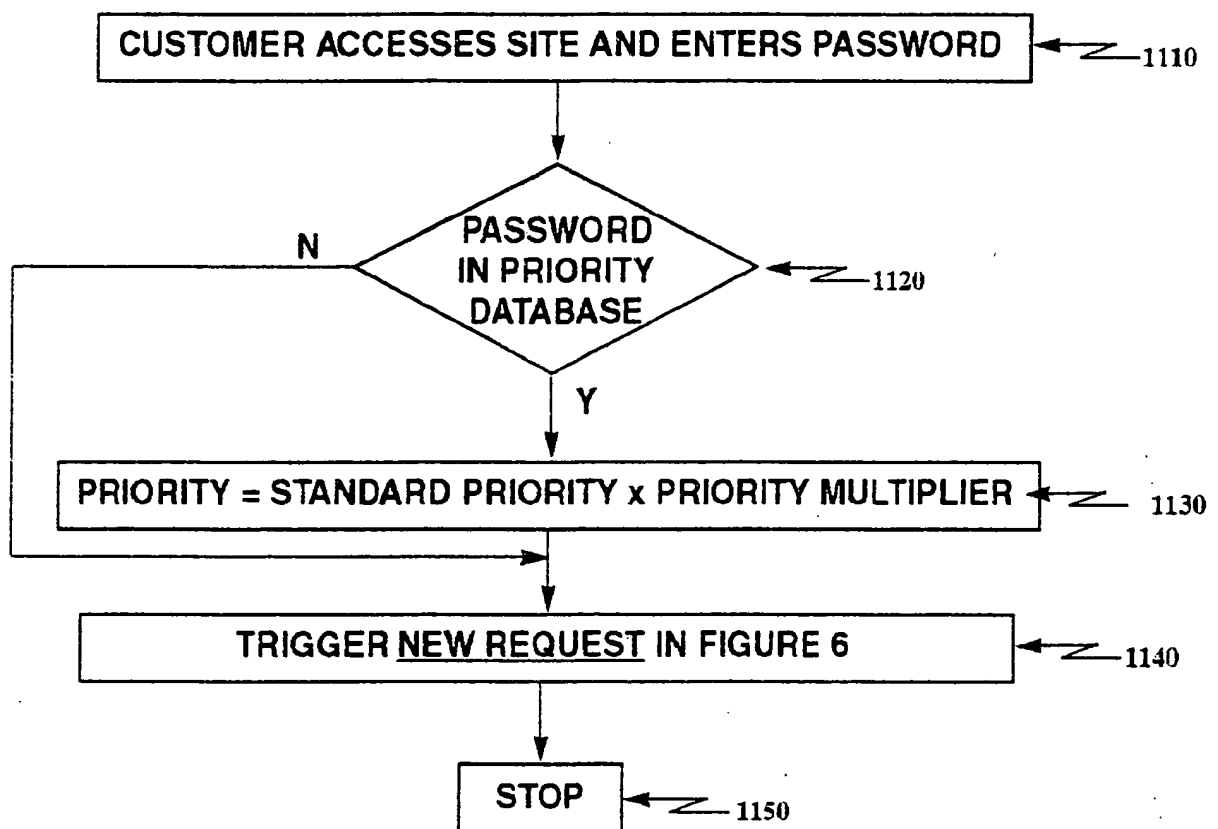 CUSTOMER ACCESSES SITE AND ENTERS PASSWORD
1110
N
PASSWORD
IN PRIORITY
DATABASE
1120
Y
PRIORITY = STANDARD PRIORITY x PRIORITY MULTIPLIER
1130
TRIGGER NEW REQUEST IN FIGURE 6
1140
STOP
1150